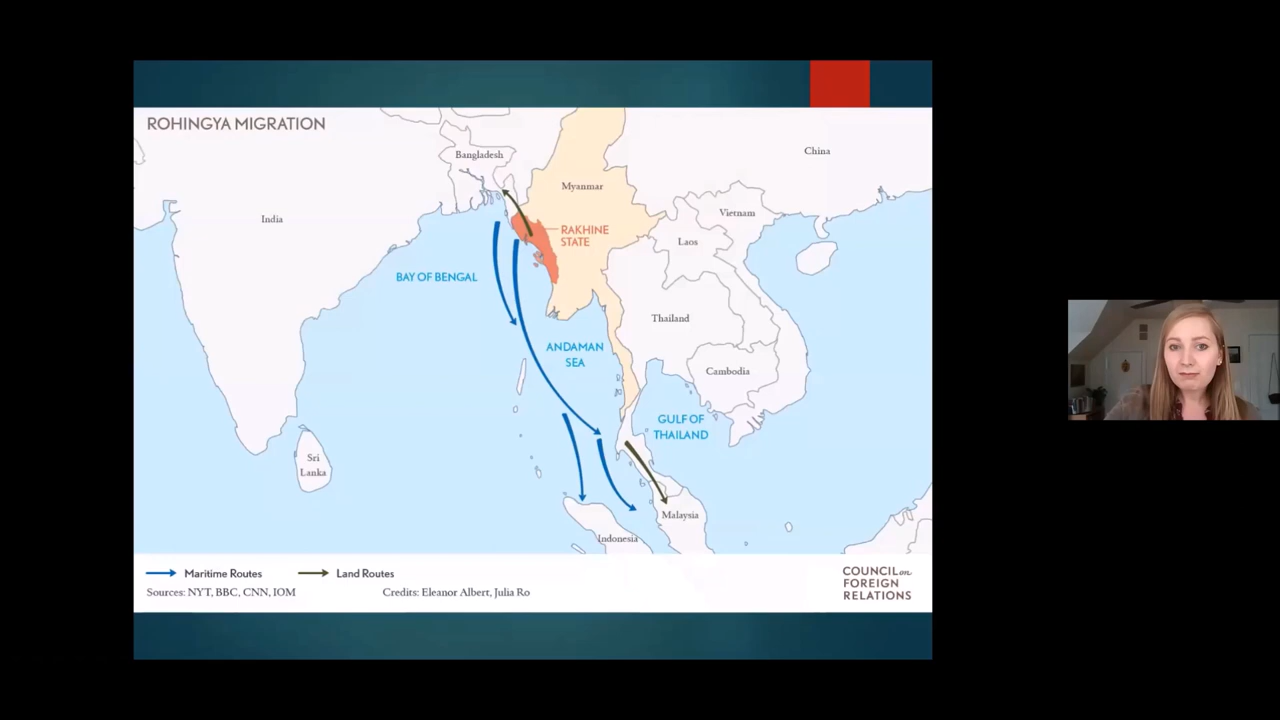 ROHINGYA MIGRATION
Bangladesh
China
Myanmar
India
Vietnam
RAKHINE
STATE
Laos
BAY OF BENGAL
Thailand
ANDAMAN
SEA
Cambodia
GULF OF
THAILAND
Sri
Lanka
Malaysia
Indonesia
Maritime Routes
Land Routes
Sources: NYT, BBC, CNN, IOM
Credits: Eleanor Albert, Julia Ro
COUNCIL on
FOREIGN
RELATIONS